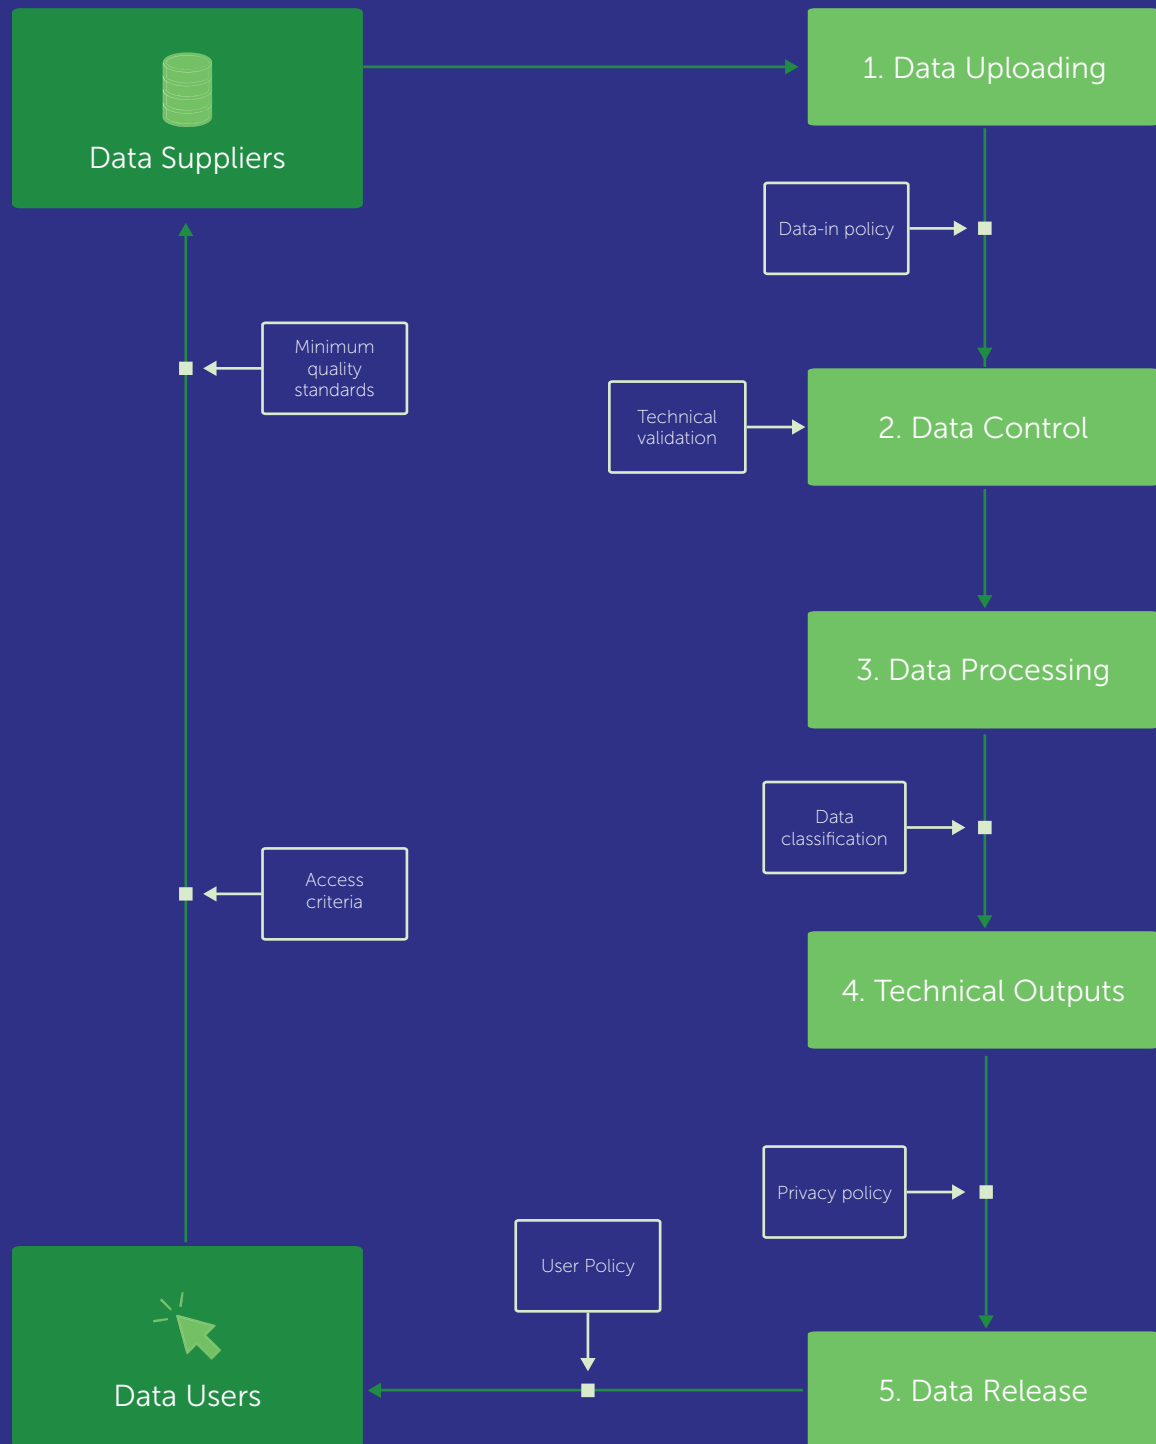 Data Suppliers
1. Data Uploading
Data-in policy
Minimum
quality
standards
Technical
validation
2. Data Control
3. Data Processing
Data
classification
Access
criteria
4. Technical Outputs
Privacy policy
User Policy
Data Users
5. Data Release